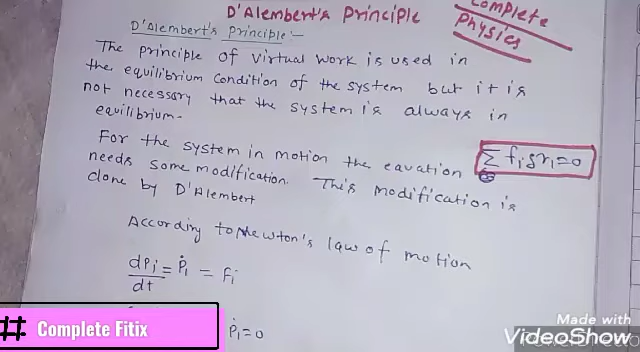 D'Alembert's Principle
Complete
Physics
D'Alembert's Principle :-
The principle of virtual work is used in
the equilibrium condition of the system but it is
not necessary that the system is always in
equilibrium.
For the system in motion the eauation Σ fi δri = 0
needs some modification. This modification is
done by D'Alembert
According to Newton's law of motion
dpi/dt = ṗi = fi
ṗi = 0
# Complete Fitix
Made with
VideoShow